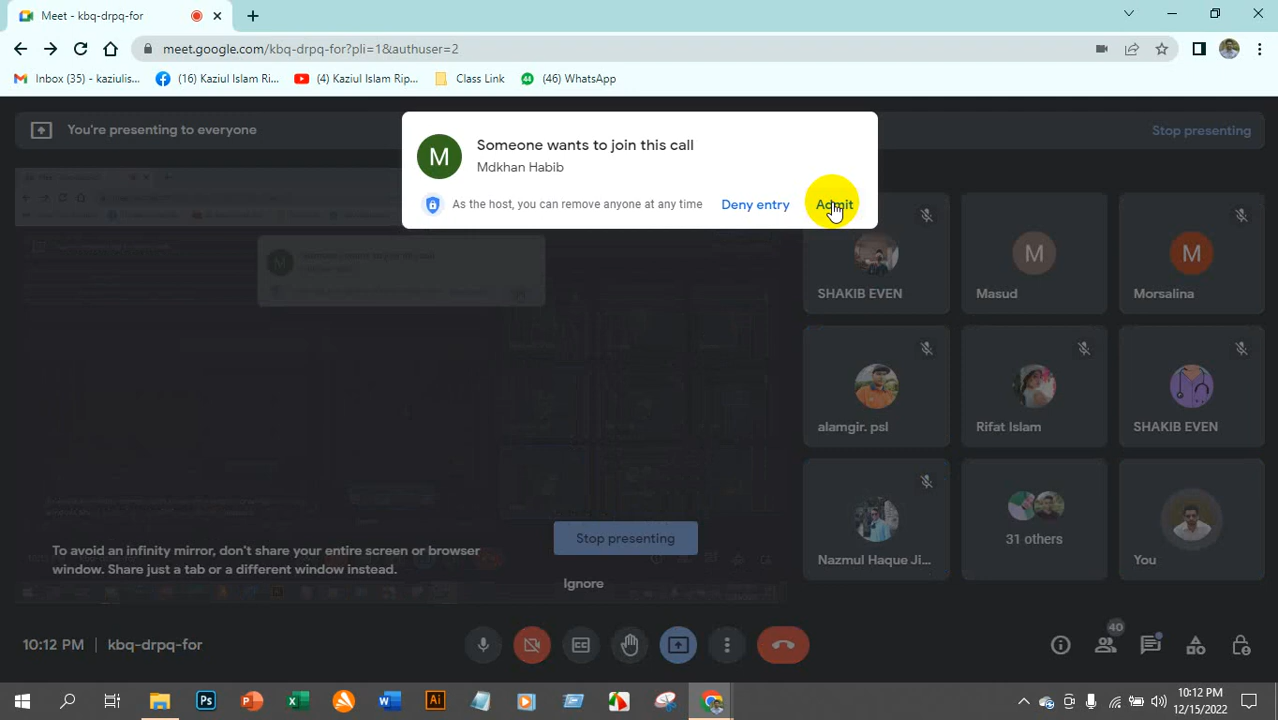 Meet - kbq-drpq-for
meet.google.com/kbq-drpq-for?pli=1&authuser=2
Inbox (35) - kaziulis...
(16) Kaziul Islam Ri...
(4) Kaziul Islam Rip...
Class Link
44
(46) WhatsApp
You're presenting to everyone
Stop presenting
Someone wants to join this call
M
Mdkhan Habib
As the host, you can remove anyone at any time
Deny entry
Admit
SHAKIB EVEN
M
Masud
M
Morsalina
alamgir. psl
Rifat Islam
SHAKIB EVEN
Nazmul Haque Ji...
31 others
You
To avoid an infinity mirror, don't share your entire screen or browser
window. Share just a tab or a different window instead.
Stop presenting
Ignore
10:12 PM | kbq-drpq-for
40
Ps
Ai
10:12 PM
12/15/2022